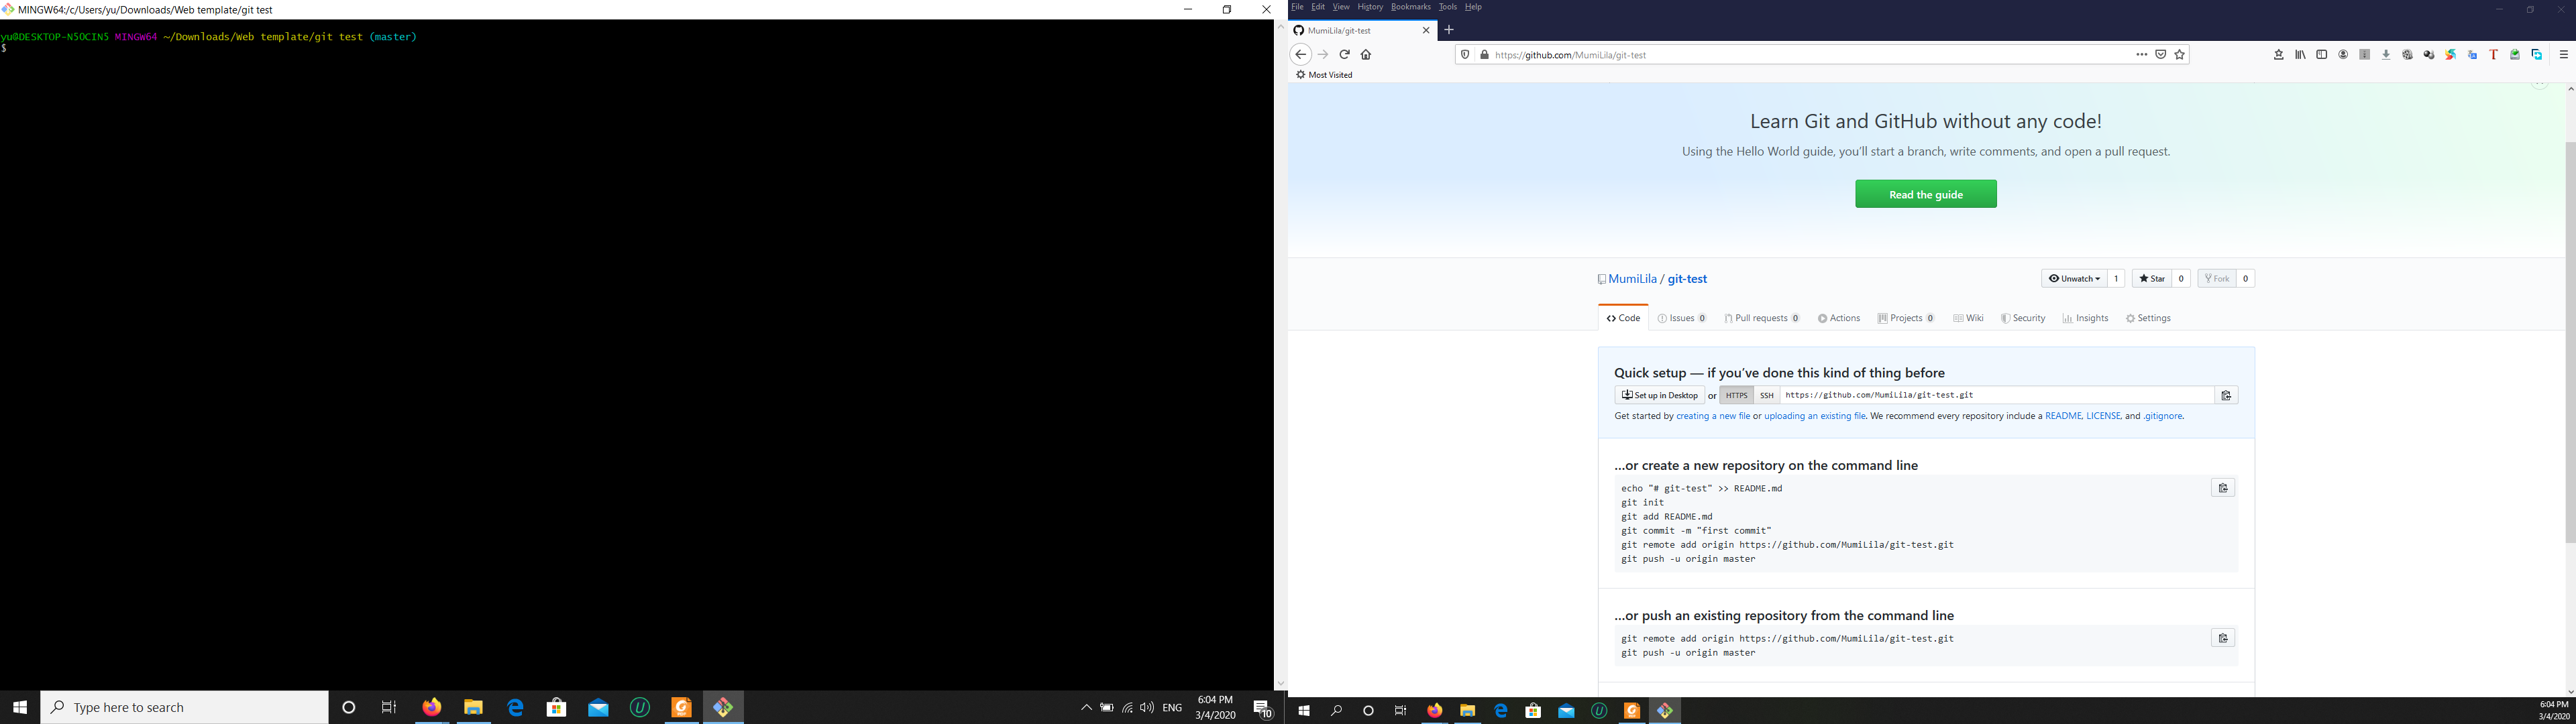 MINGW64:/c/Users/yu/Downloads/Web template/git test
yu@DESKTOP-N5OCIN5 MINGW64 ~/Downloads/Web template/git test (master)
$
Type here to search
ENG
6:04 PM
3/4/2020
10
File Edit View History Bookmarks Tools Help
MumiLila/git-test
https://github.com/MumiLila/git-test
Most Visited
Learn Git and GitHub without any code!
Using the Hello World guide, you’ll start a branch, write comments, and open a pull request.
Read the guide
MumiLila / git-test
Unwatch 1 Star 0 Fork 0
Code Issues 0 Pull requests 0 Actions Projects 0 Wiki Security Insights Settings
Quick setup — if you’ve done this kind of thing before
Set up in Desktop or HTTPS SSH https://github.com/MumiLila/git-test.git
Get started by creating a new file or uploading an existing file. We recommend every repository include a README, LICENSE, and .gitignore.
…or create a new repository on the command line
echo "# git-test" >> README.md
git init
git add README.md
git commit -m "first commit"
git remote add origin https://github.com/MumiLila/git-test.git
git push -u origin master
…or push an existing repository from the command line
git remote add origin https://github.com/MumiLila/git-test.git
git push -u origin master
6:04 PM
3/4/2020